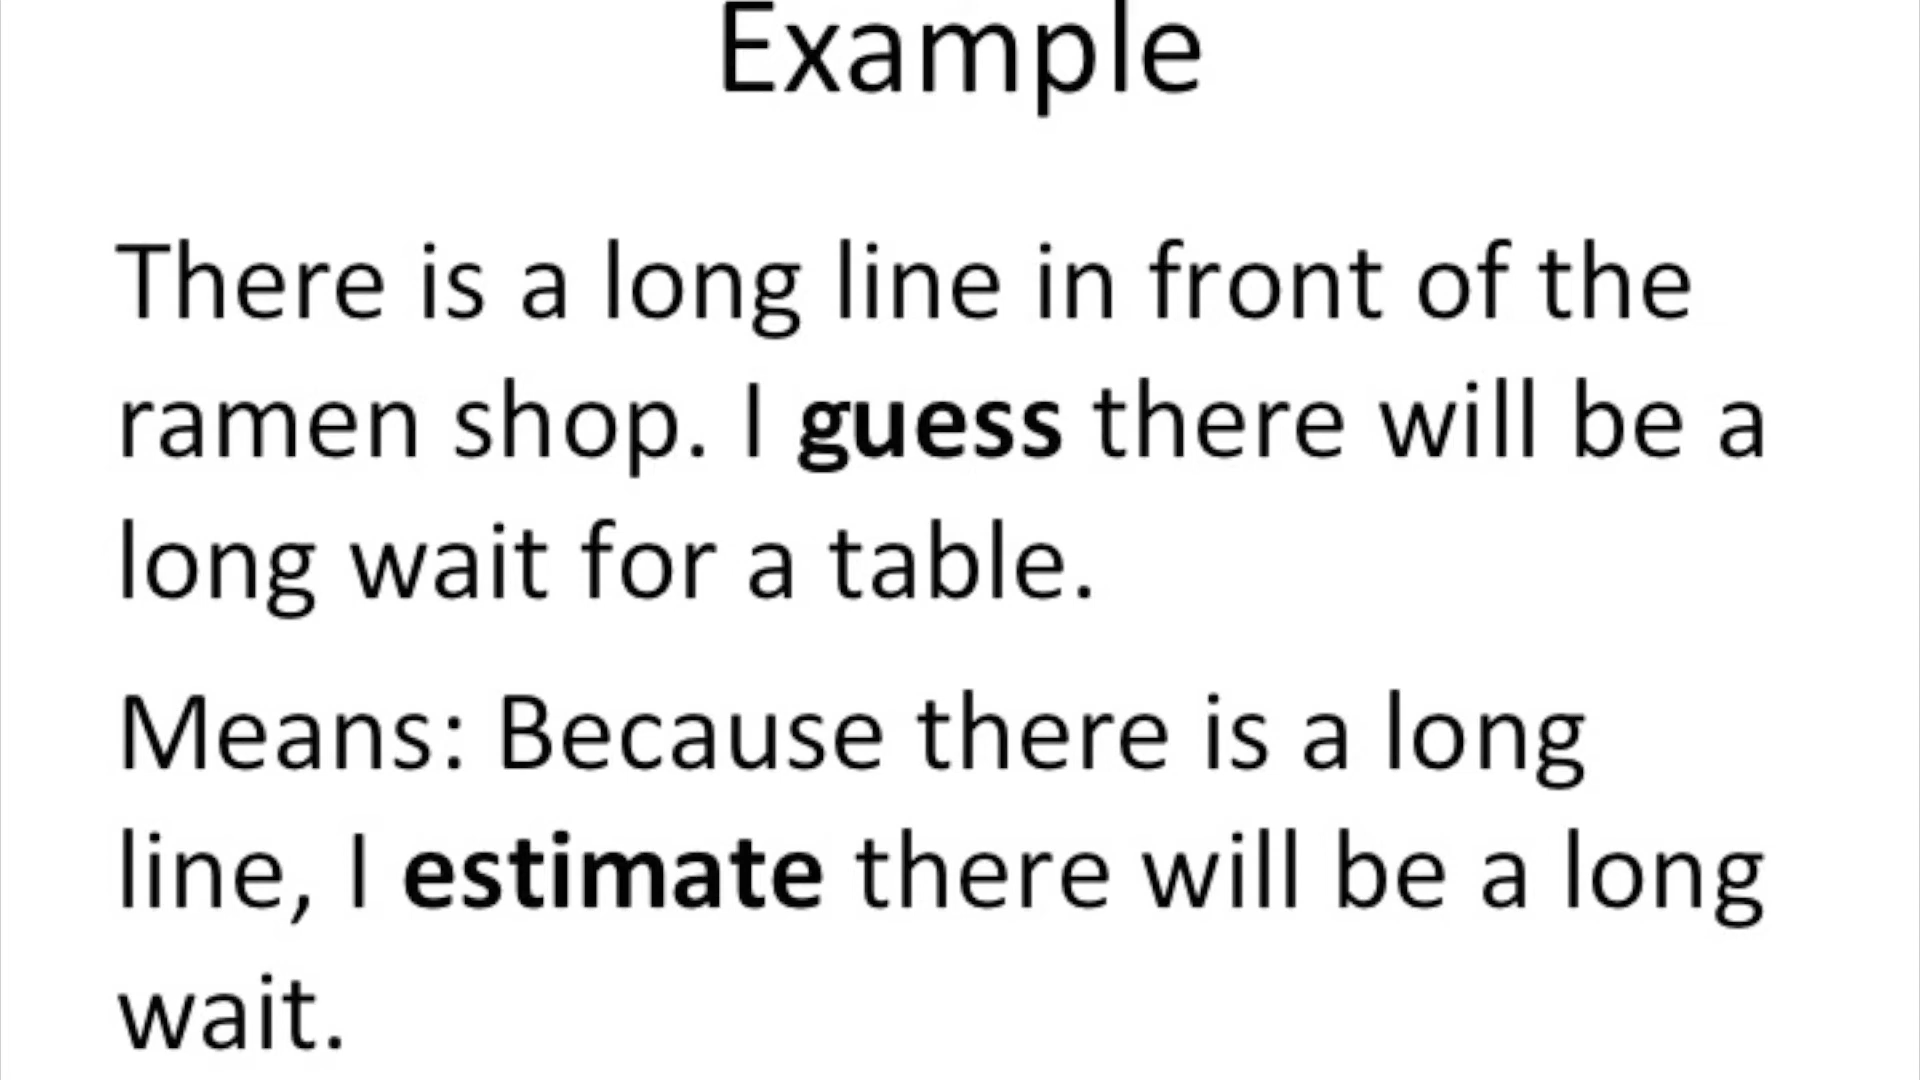 Example
There is a long line in front of the
ramen shop. I guess there will be a
long wait for a table.
Means: Because there is a long
line, I estimate there will be a long
wait.